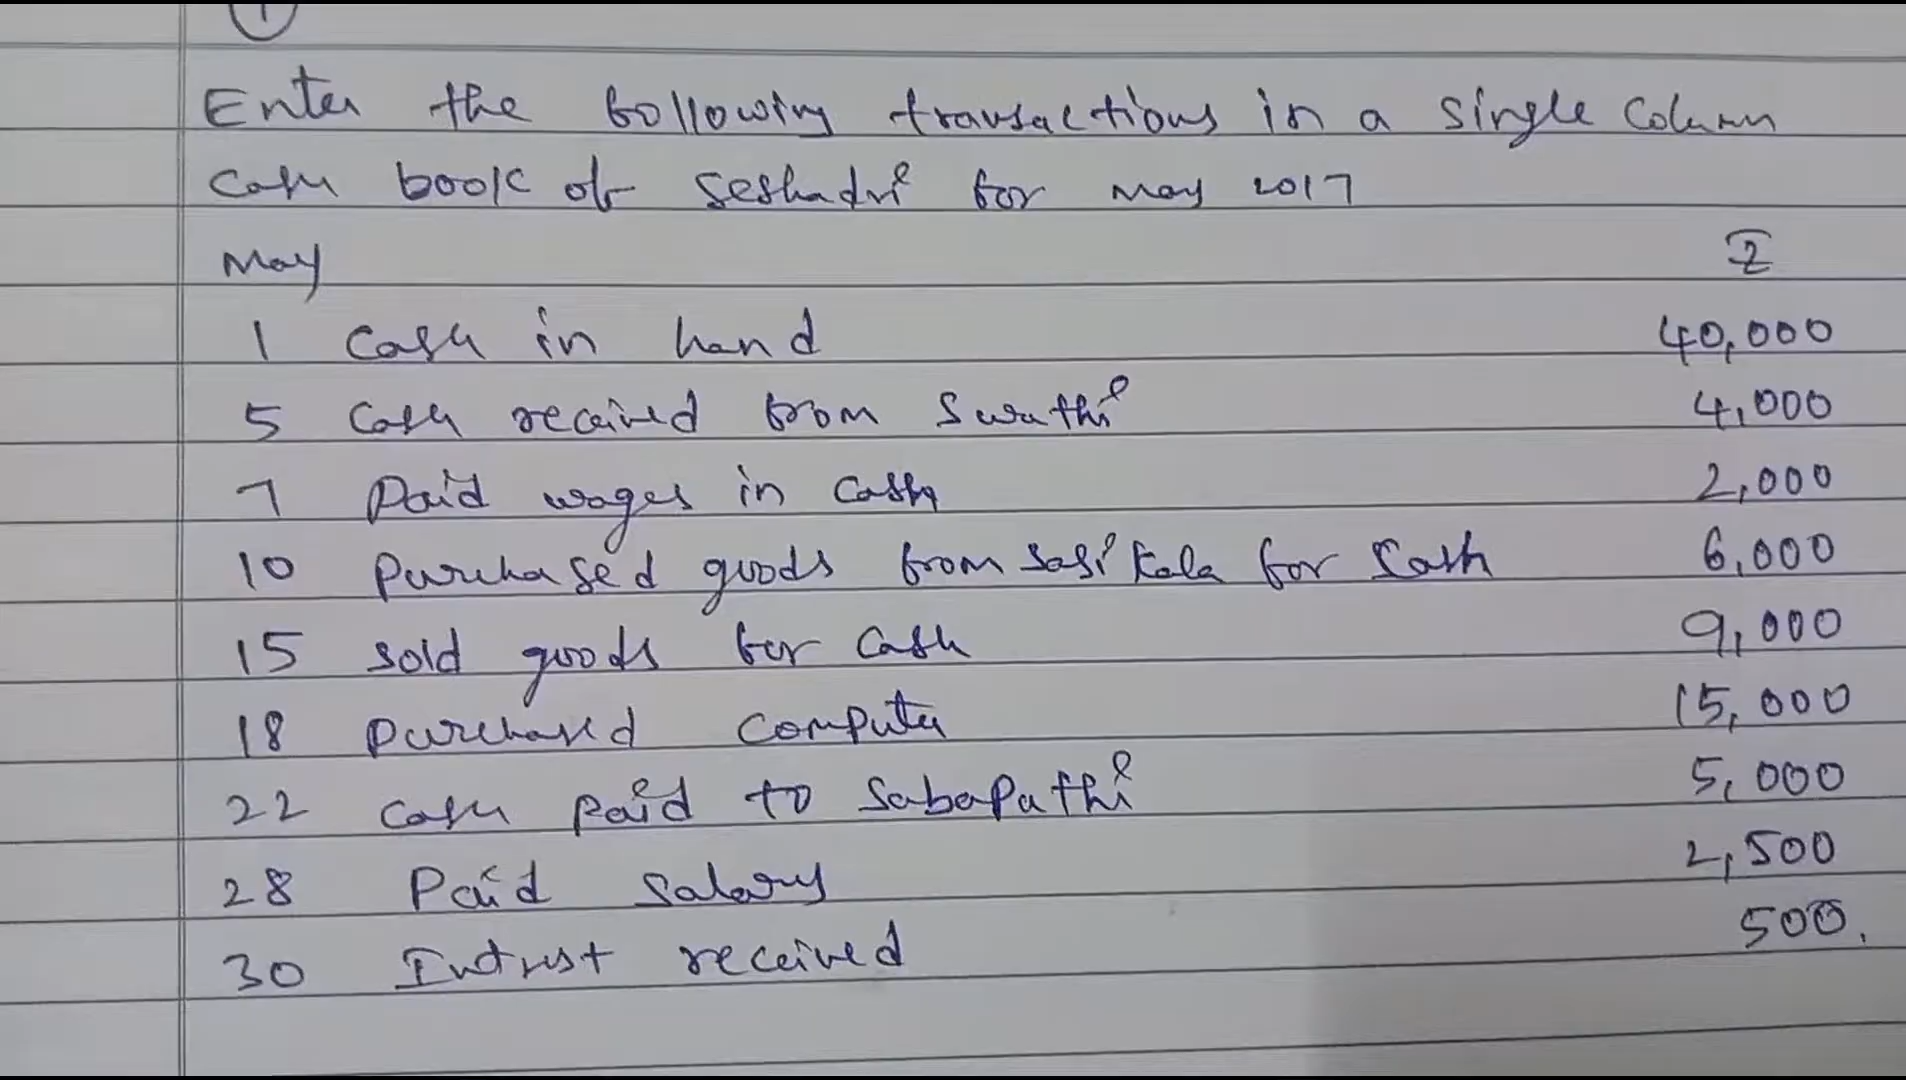 1
Enter the following transactions in a single column
cash book of Seshadri for may 2017
May ₹
1 Cash in hand 40,000
5 Cash received from Swathi 4,000
7 Paid wages in cash 2,000
10 Purchased goods from Sasi kala for cash 6,000
15 sold goods for cash 9,000
18 purchased computer 15,000
22 cash paid to Sabapathi 5,000
28 Paid salary 2,500
30 Intrest received 500.